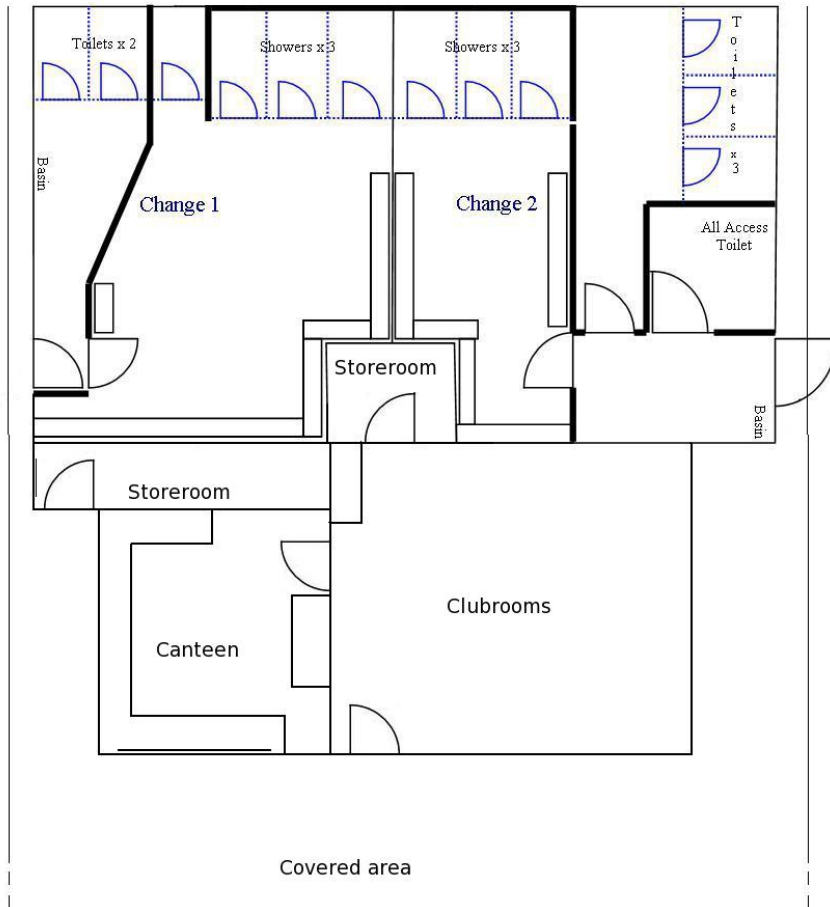 Toilets x 2
Showers x 3
Showers x 3
Toilets x 3
Basin
Change 1
Change 2
All Access
Toilet
Storeroom
Basin
Storeroom
Clubrooms
Canteen
Covered area